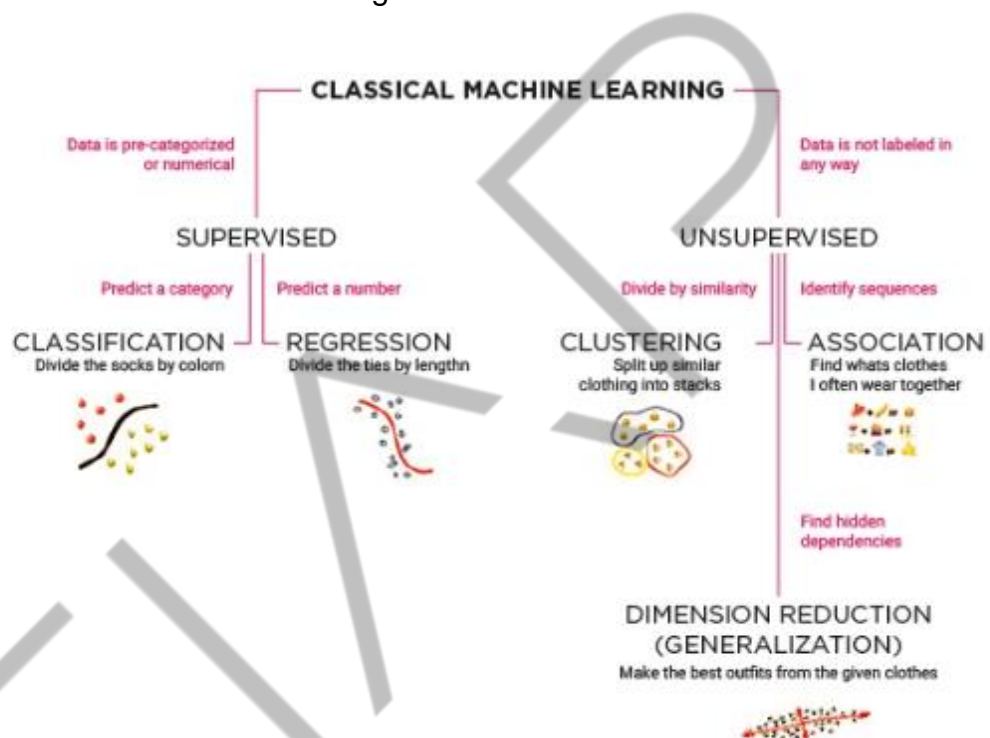 CLASSICAL MACHINE LEARNING
Data is pre-categorized
or numerical
Data is not labeled in
any way
SUPERVISED
UNSUPERVISED
Predict a category
Predict a number
Divide by similarity
Identify sequences
CLASSIFICATION
Divide the socks by colorn
REGRESSION
Divide the ties by lengthn
CLUSTERING
Split up similar
clothing into stacks
ASSOCIATION
Find whats clothes
I often wear together
Find hidden
dependencies
DIMENSION REDUCTION
(GENERALIZATION)
Make the best outfits from the given clothes